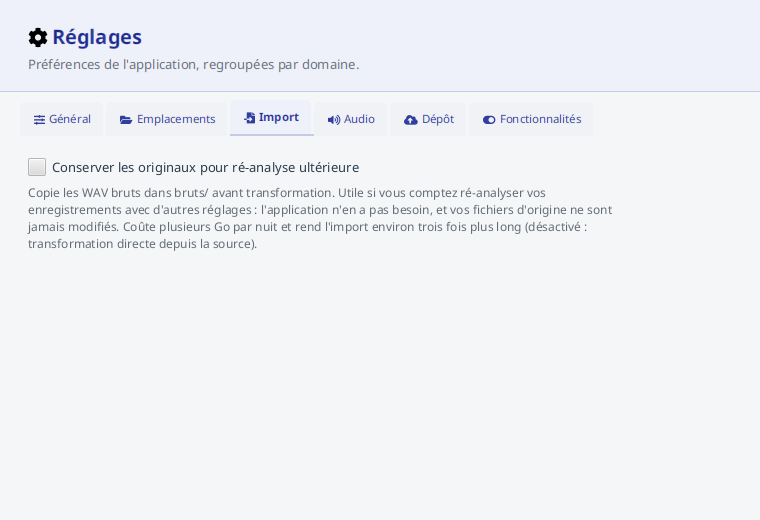 Réglages
Préférences de l'application, regroupées par domaine.
Général
Emplacements
Import
Audio
Dépôt
Fonctionnalités
Conserver les originaux pour ré-analyse ultérieure
Copie les WAV bruts dans bruts/ avant transformation. Utile si vous comptez ré-analyser vos
enregistrements avec d'autres réglages : l'application n'en a pas besoin, et vos fichiers d'origine ne sont
jamais modifiés. Coûte plusieurs Go par nuit et rend l'import environ trois fois plus long (désactivé :
transformation directe depuis la source).